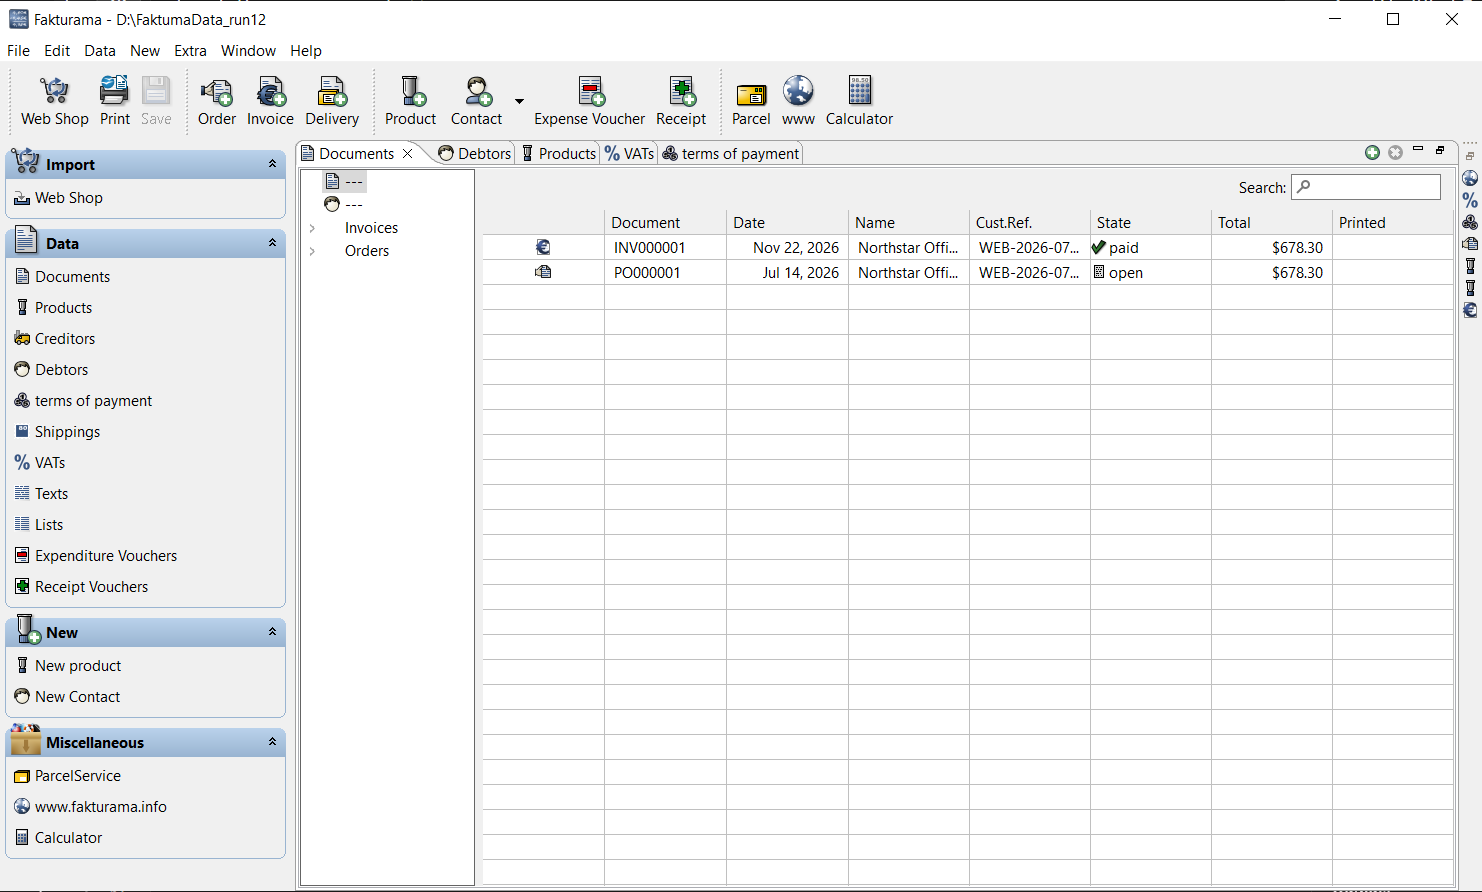 Fakturama - D:\FaktumaData_run12
File Edit Data New Extra Window Help
Web Shop Print Save Order Invoice Delivery Product Contact Expense Voucher Receipt Parcel www Calculator
Import
Web Shop
Data
Documents
Products
Creditors
Debtors
terms of payment
Shippings
VATs
Texts
Lists
Expenditure Vouchers
Receipt Vouchers
New
New product
New Contact
Miscellaneous
ParcelService
www.fakturama.info
Calculator
Documents Debtors Products VATs terms of payment
---
---
Invoices
Orders
Search:
Document Date Name Cust.Ref. State Total Printed
INV000001 Nov 22, 2026 Northstar Offi... WEB-2026-07... paid $678.30
PO000001 Jul 14, 2026 Northstar Offi... WEB-2026-07... open $678.30